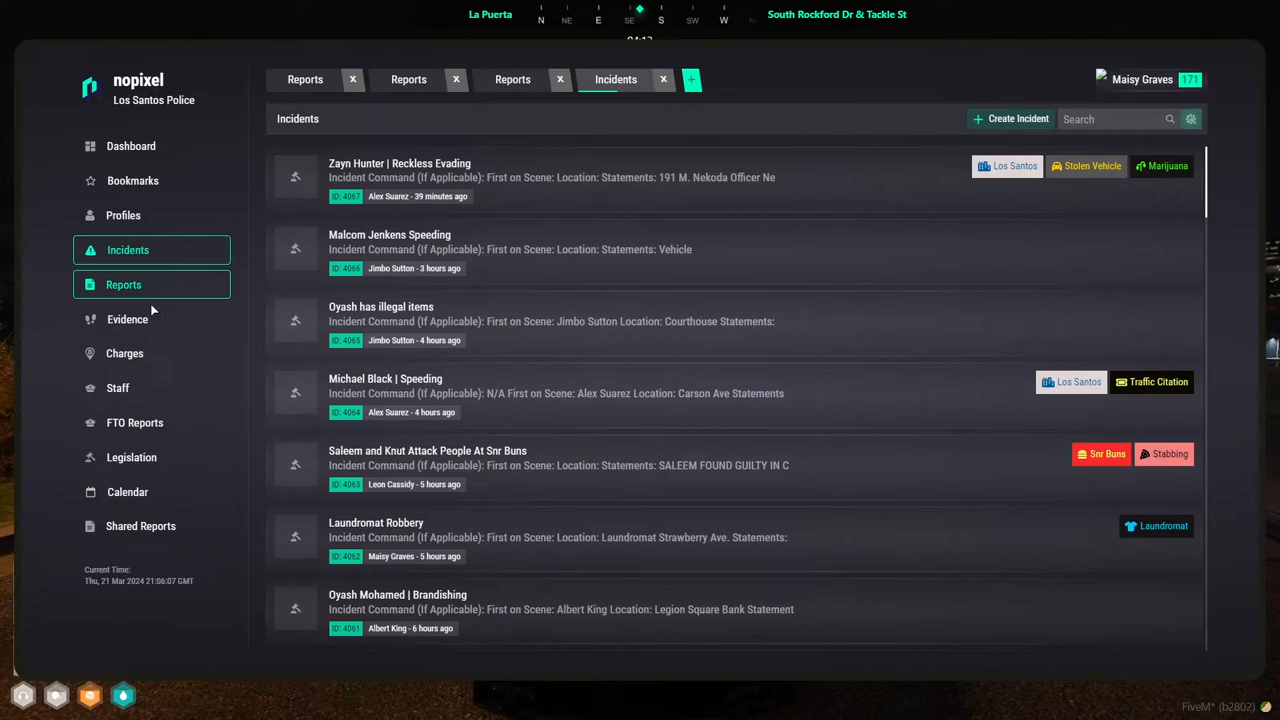 La Puerta
N NE E SE S SW W N
South Rockford Dr & Tackle St
nopixel
Los Santos Police
Reports x
Reports x
Reports x
Incidents x
+
Maisy Graves 171
Dashboard
Bookmarks
Profiles
Incidents
Reports
Evidence
Charges
Staff
FTO Reports
Legislation
Calendar
Shared Reports
Current Time:
Thu, 21 Mar 2024 21:06:07 GMT
Incidents
+ Create Incident
Search
Zayn Hunter | Reckless Evading
Los Santos Stolen Vehicle Marijuana
Incident Command (If Applicable): First on Scene: Location: Statements: 191 M. Nekoda Officer Ne
ID: 4067 Alex Suarez - 39 minutes ago
Malcom Jenkens Speeding
Incident Command (If Applicable): First on Scene: Location: Statements: Vehicle
ID: 4066 Jimbo Sutton - 3 hours ago
Oyash has illegal items
Incident Command (If Applicable): First on Scene: Jimbo Sutton Location: Courthouse Statements:
ID: 4065 Jimbo Sutton - 4 hours ago
Michael Black | Speeding
Los Santos Traffic Citation
Incident Command (If Applicable): N/A First on Scene: Alex Suarez Location: Carson Ave Statements
ID: 4064 Alex Suarez - 4 hours ago
Saleem and Knut Attack People At Snr Buns
Snr Buns Stabbing
Incident Command (If Applicable): First on Scene: Location: Statements: SALEEM FOUND GUILTY IN C
ID: 4063 Leon Cassidy - 5 hours ago
Laundromat Robbery
Laundromat
Incident Command (If Applicable): First on Scene: Location: Laundromat Strawberry Ave. Statements:
ID: 4062 Maisy Graves - 5 hours ago
Oyash Mohamed | Brandishing
Incident Command (If Applicable): First on Scene: Albert King Location: Legion Square Bank Statement
ID: 4061 Albert King - 6 hours ago
FiveM* (b2802)